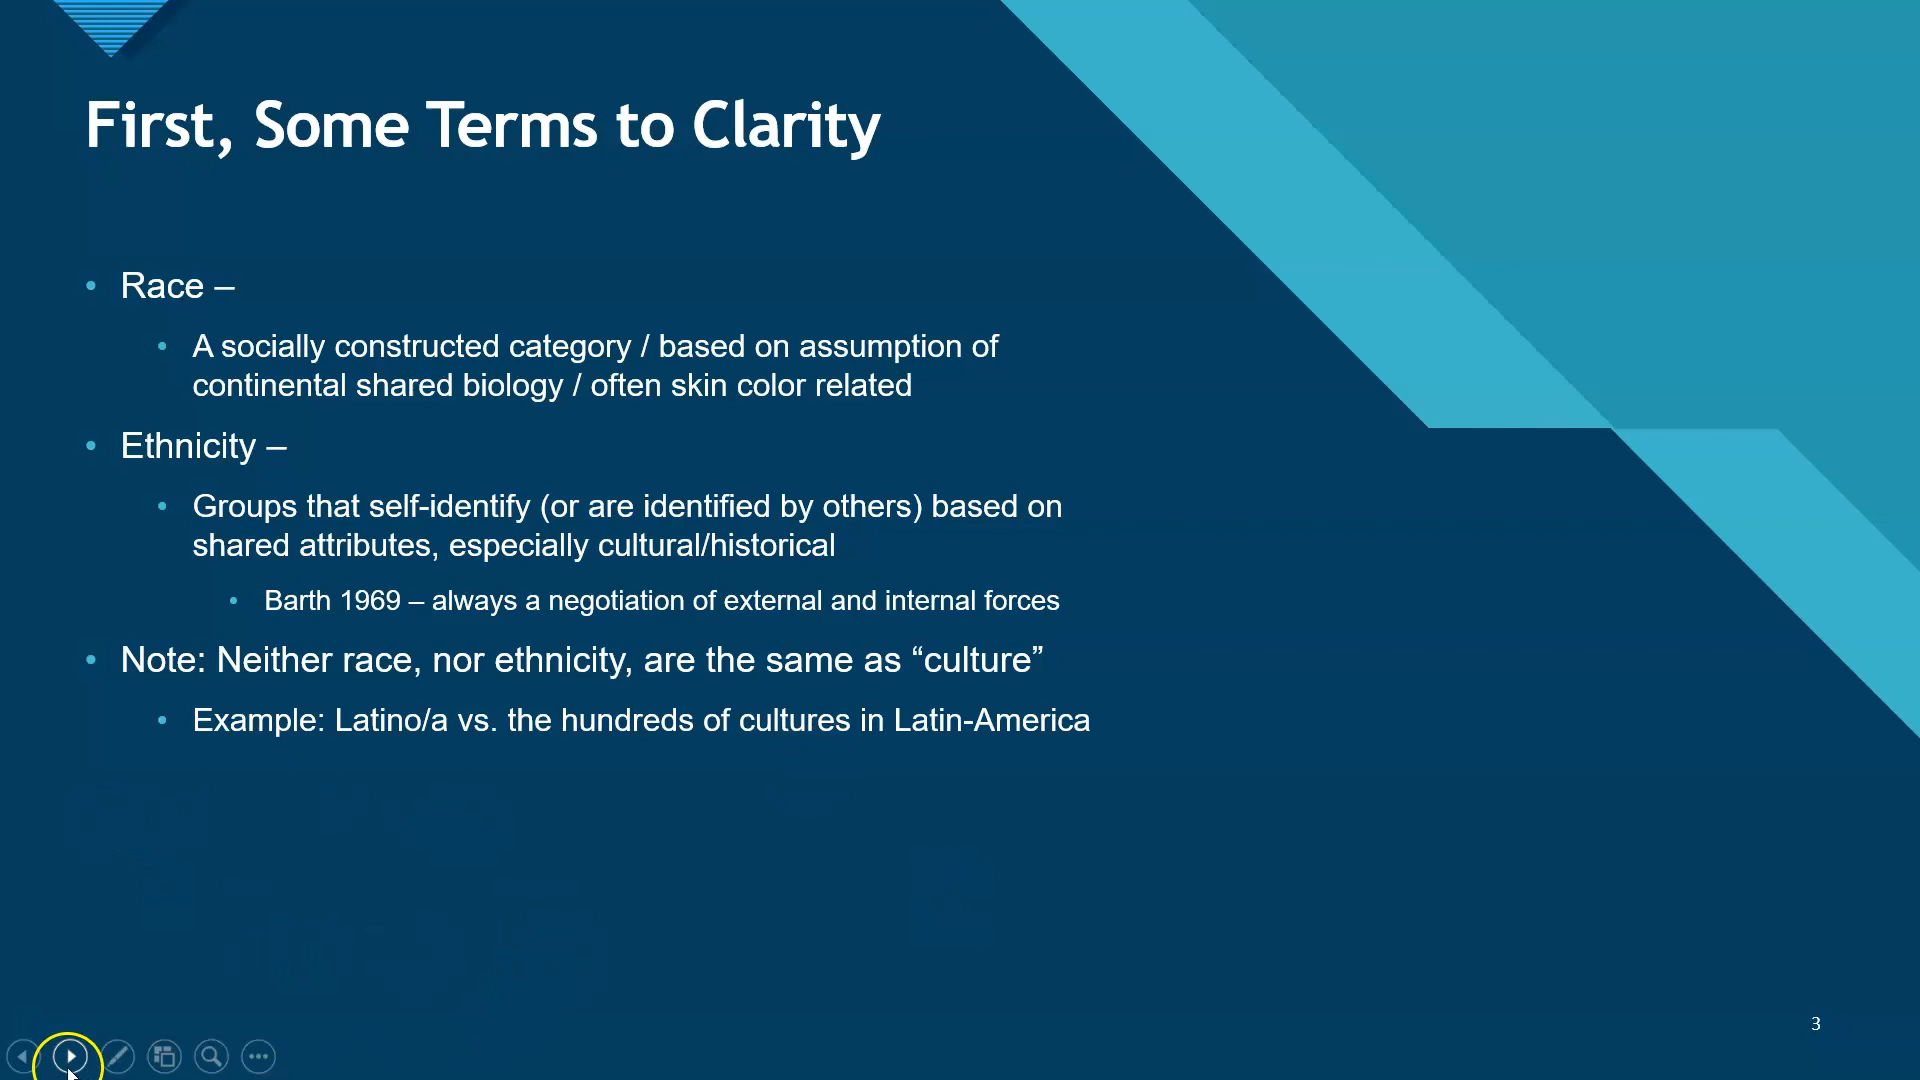 First, Some Terms to Clarity
• Race –
• A socially constructed category / based on assumption of
continental shared biology / often skin color related
• Ethnicity –
• Groups that self-identify (or are identified by others) based on
shared attributes, especially cultural/historical
• Barth 1969 – always a negotiation of external and internal forces
• Note: Neither race, nor ethnicity, are the same as “culture”
• Example: Latino/a vs. the hundreds of cultures in Latin-America
3